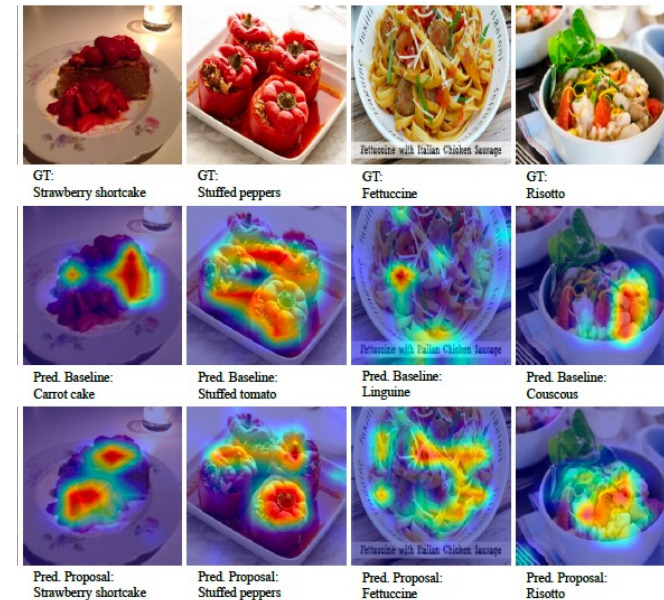 Fettuccine with Italian Chicken Sausage
GT:
Strawberry shortcake
GT:
Stuffed peppers
GT:
Fettuccine
GT:
Risotto
Fettuccine with Italian Chicken Sausage
Pred. Baseline:
Carrot cake
Pred. Baseline:
Stuffed tomato
Pred. Baseline:
Linguine
Pred. Baseline:
Couscous
Fettuccine with Italian Chicken Sausage
Pred. Proposal:
Strawberry shortcake
Pred. Proposal:
Stuffed peppers
Pred. Proposal:
Fettuccine
Pred. Proposal:
Risotto